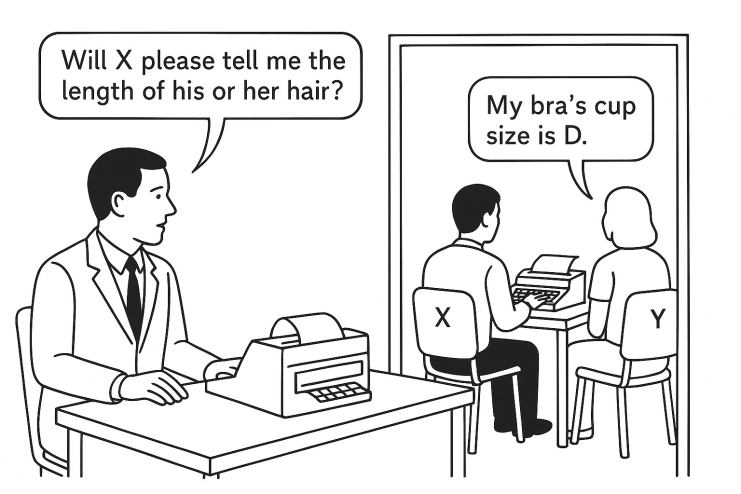 Will X please tell me the
length of his or her hair?
My bra's cup
size is D.
X
Y